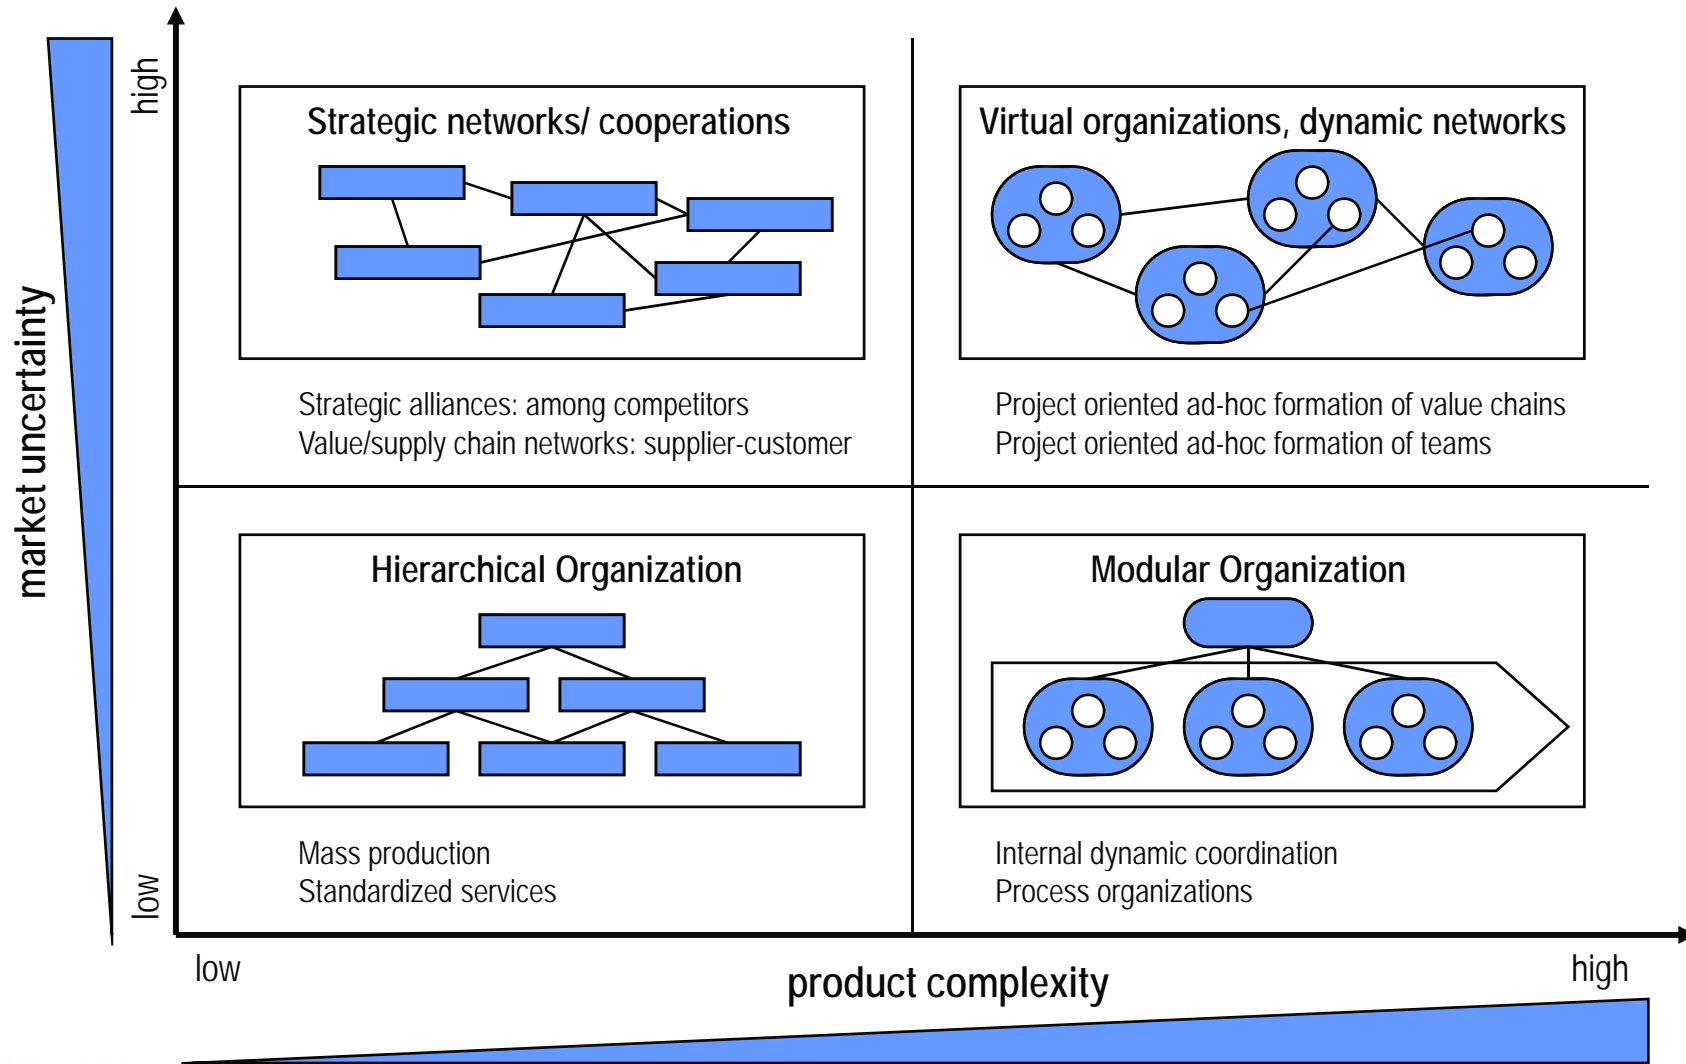 high
Strategic networks/ cooperations
Virtual organizations, dynamic networks
Strategic alliances: among competitors
Value/supply chain networks: supplier-customer
Project oriented ad-hoc formation of value chains
Project oriented ad-hoc formation of teams
market uncertainty
Hierarchical Organization
Modular Organization
Mass production
Standardized services
Internal dynamic coordination
Process organizations
low
low
product complexity
high